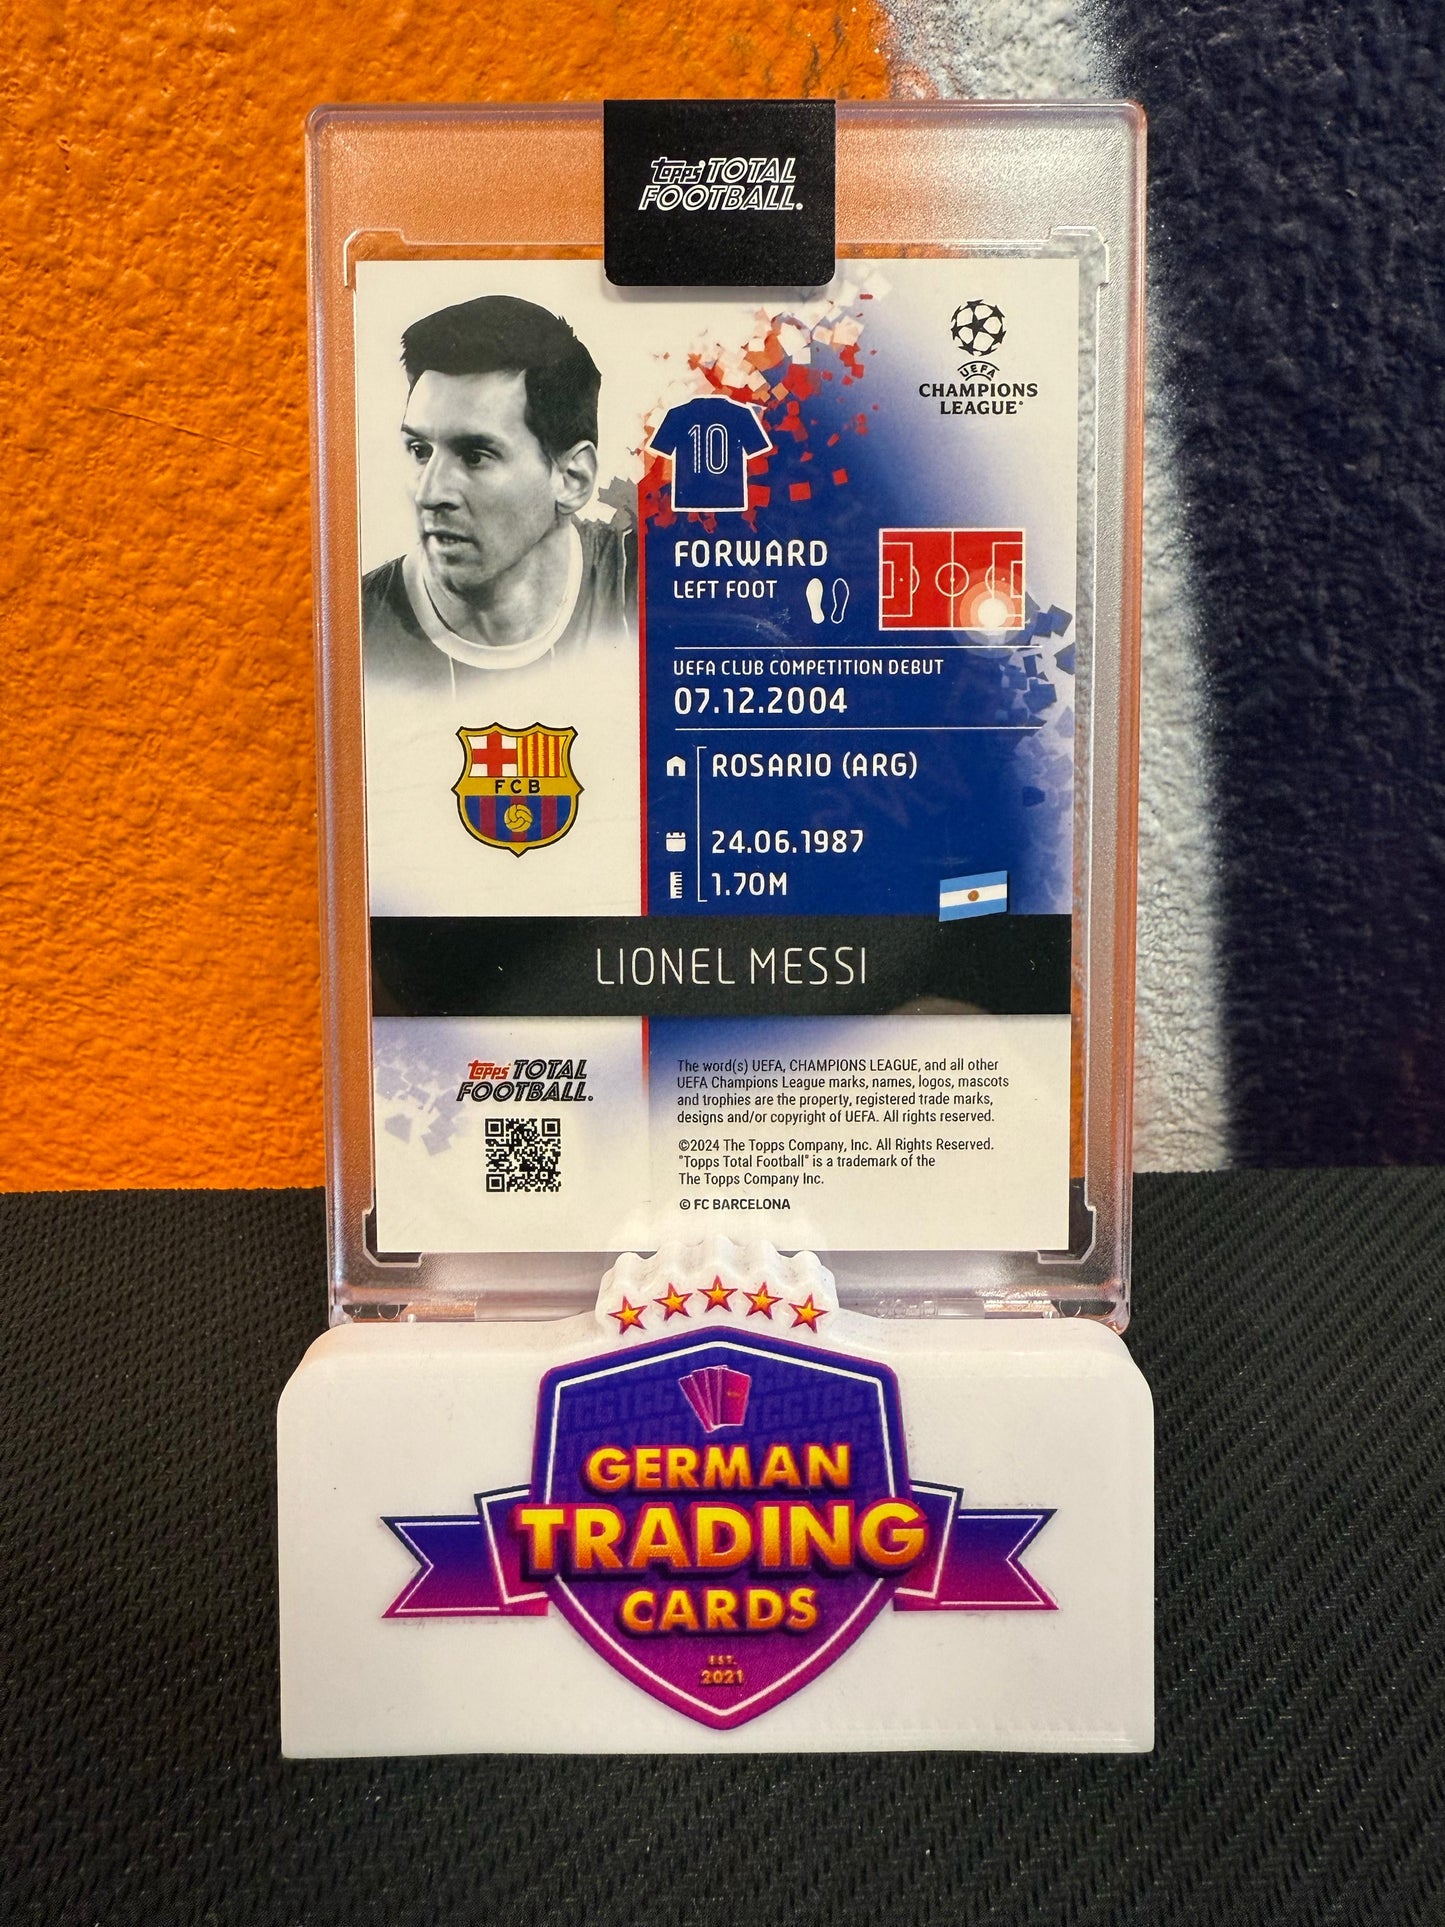 topps TOTAL
FOOTBALL.
UEFA
CHAMPIONS
LEAGUE
10
FORWARD
LEFT FOOT
UEFA CLUB COMPETITION DEBUT
07.12.2004
FCB
ROSARIO (ARG)
24.06.1987
1.70M
LIONEL MESSI
topps TOTAL
FOOTBALL.
The word(s) UEFA, CHAMPIONS LEAGUE, and all other
UEFA Champions League marks, names, logos, mascots
and trophies are the property, registered trade marks,
designs and/or copyright of UEFA. All rights reserved.
©2024 The Topps Company, Inc. All Rights Reserved.
"Topps Total Football" is a trademark of the
The Topps Company Inc.
© FC BARCELONA
GERMAN
TRADING
CARDS
EST.
2021